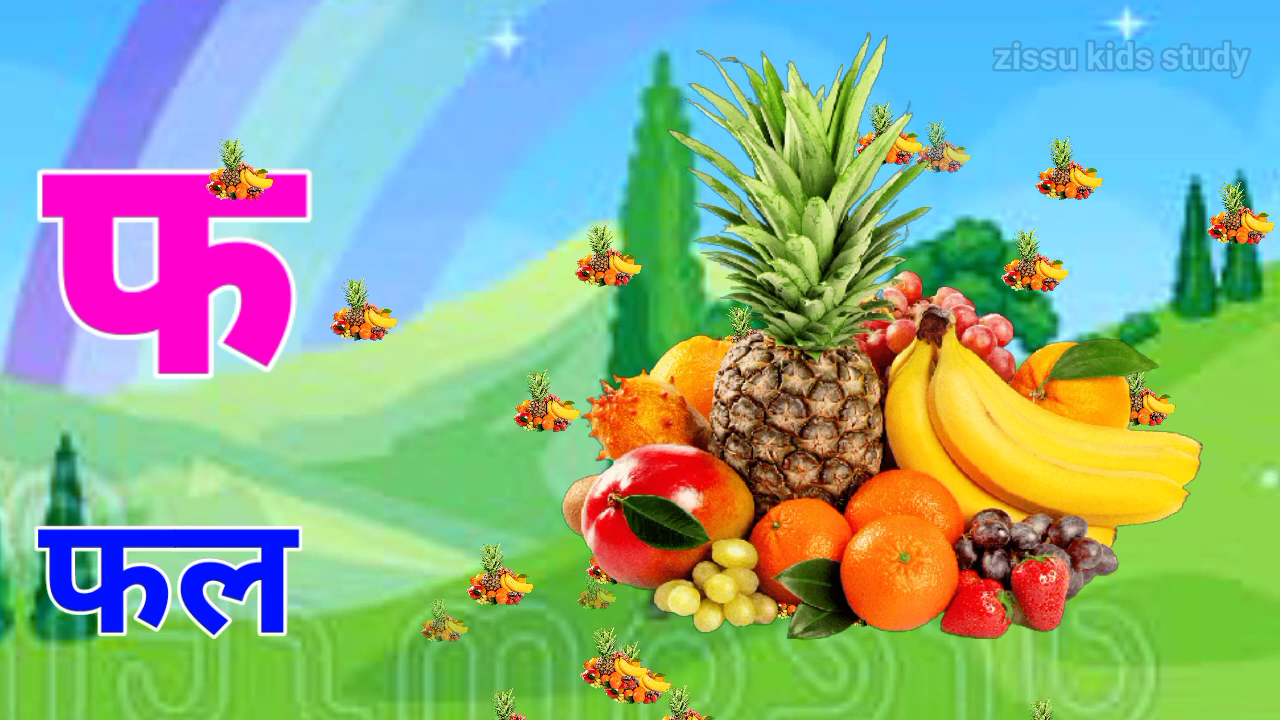 zissu kids study
फ
फल